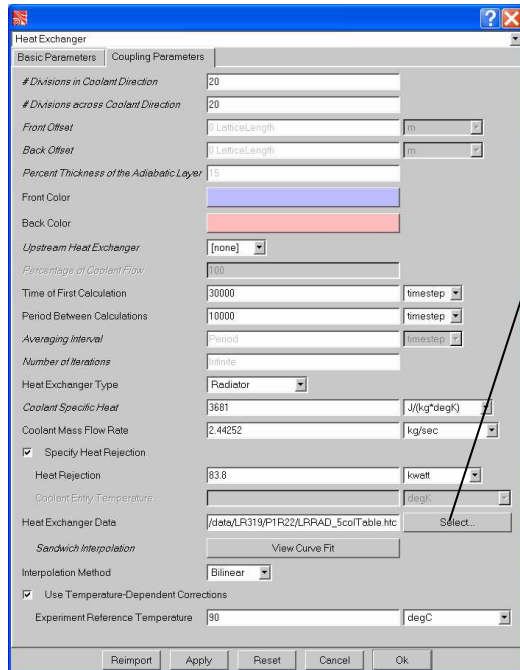 ?
X
Heat Exchanger
Basic Parameters Coupling Parameters
# Divisions in Coolant Direction 20
# Divisions across Coolant Direction 20
Front Offset 0 LatticeLength m
Back Offset 0 LatticeLength m
Percent Thickness of the Adiabatic Layer 15
Front Color
Back Color
Upstream Heat Exchanger [none]
Percentage of Coolant Flow 100
Time of First Calculation 30000 timestep
Period Between Calculations 10000 timestep
Averaging Interval Period timestep
Number of Iterations Infinite
Heat Exchanger Type Radiator
Coolant Specific Heat 3681 J/(kg*degK)
Coolant Mass Flow Rate 2.44252 kg/sec
Specify Heat Rejection
Heat Rejection 83.8 kwatt
Coolant Entry Temperature degK
Heat Exchanger Data /data/LR319/P1R22/LRRAD_5colTable.htc Select...
Sandwich Interpolation View Curve Fit
Interpolation Method Bilinear
Use Temperature-Dependent Corrections
Experiment Reference Temperature 90 degC
Reimport Apply Reset Cancel Ok